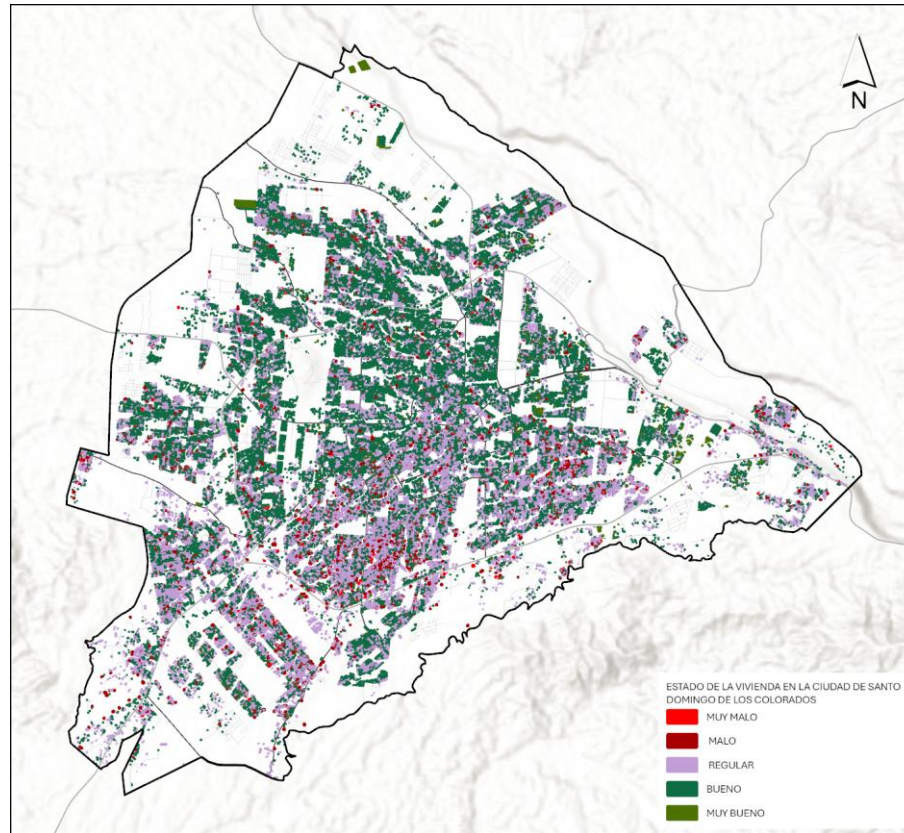 N
ESTADO DE LA VIVIENDA EN LA CIUDAD DE SANTO
DOMINGO DE LOS COLORADOS
MUY MALO
MALO
REGULAR
BUENO
MUY BUENO